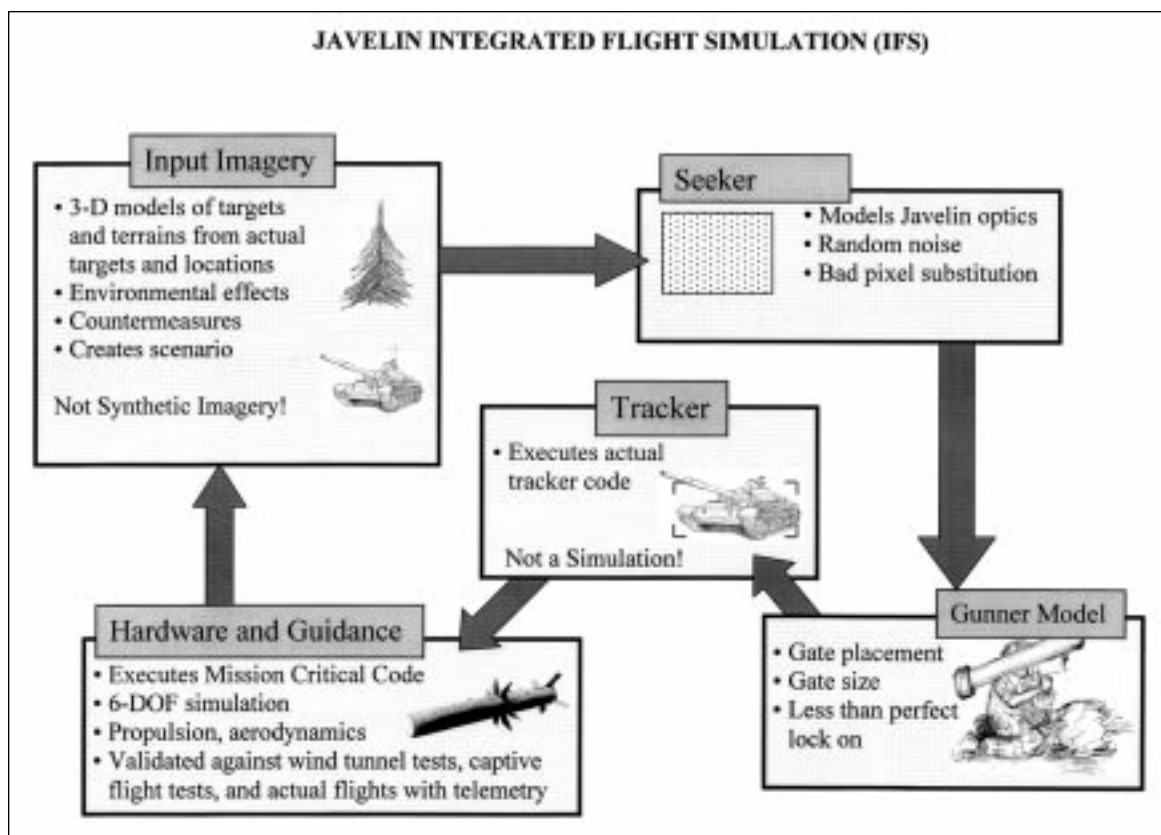 JAVELIN INTEGRATED FLIGHT SIMULATION (IFS)
Input Imagery
• 3-D models of targets
and terrains from actual
targets and locations
• Environmental effects
• Countermeasures
• Creates scenario
Not Synthetic Imagery!
Seeker
• Models Javelin optics
• Random noise
• Bad pixel substitution
Tracker
• Executes actual
tracker code
Not a Simulation!
Hardware and Guidance
• Executes Mission Critical Code
• 6-DOF simulation
• Propulsion, aerodynamics
• Validated against wind tunnel tests, captive
flight tests, and actual flights with telemetry
Gunner Model
• Gate placement
• Gate size
• Less than perfect
lock on